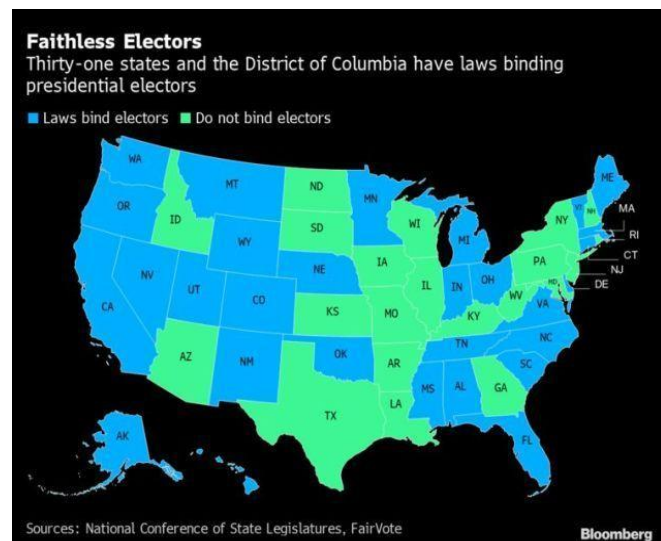 Faithless Electors
Thirty-one states and the District of Columbia have laws binding
presidential electors
Laws bind electors Do not bind electors
WA
MT
ND
MN
ME
VT
NH
MA
OR
ID
SD
WI
NY
RI
WY
MI
CT
IA
PA
NJ
NE
NV
UT
IL
IN
OH
MD
DE
CO
WV
VA
CA
KS
MO
KY
NC
TN
AZ
NM
OK
AR
SC
MS
AL
GA
TX
LA
AK
FL
Sources: National Conference of State Legislatures, FairVote
Bloomberg